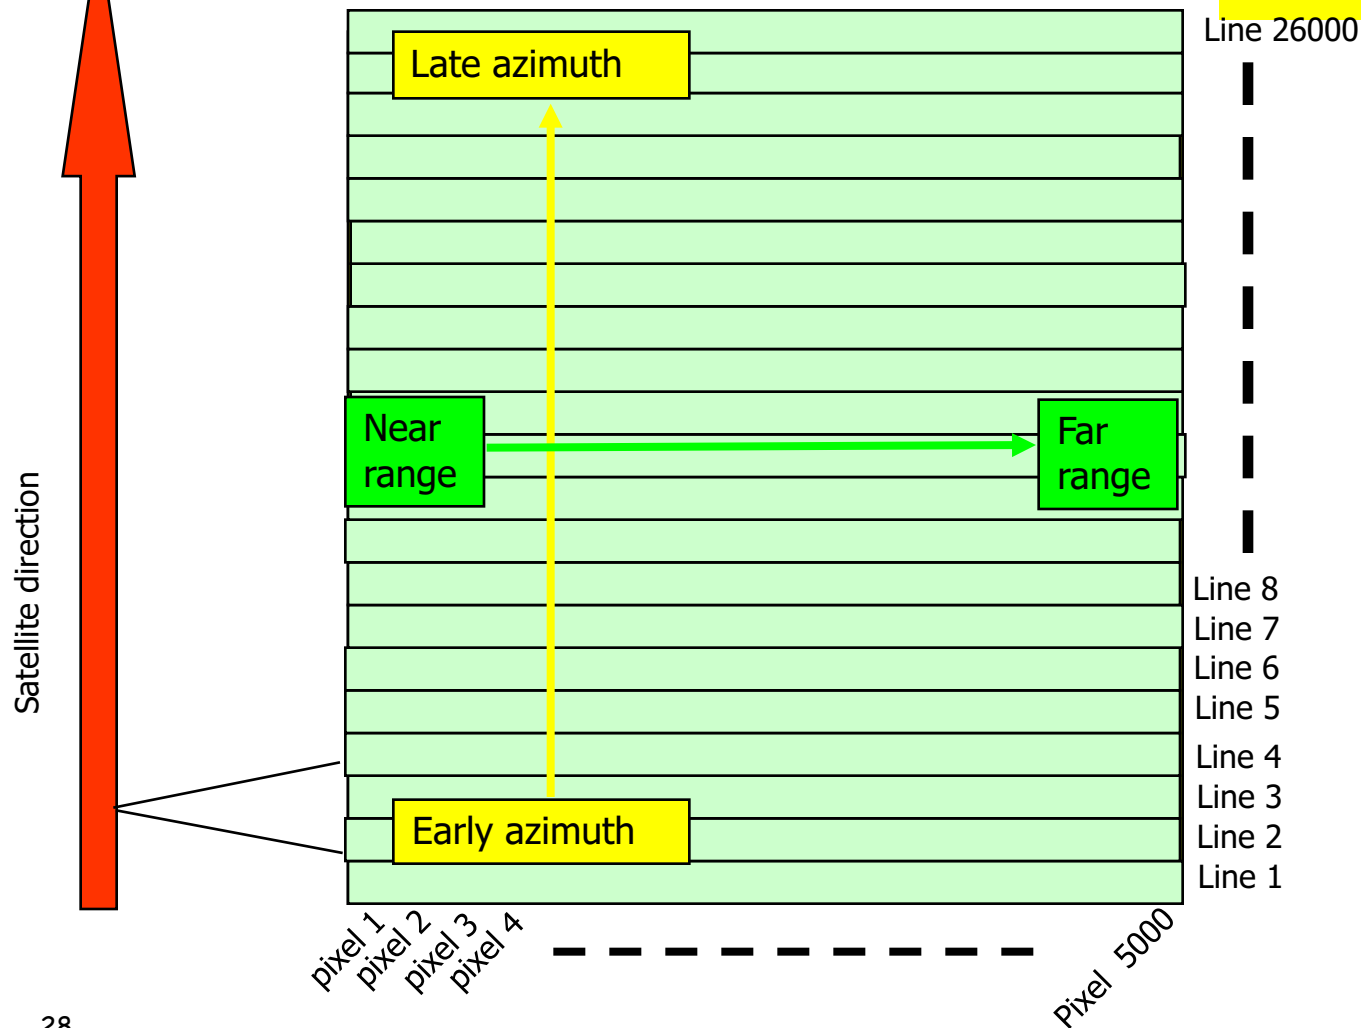 Line 26000
Late azimuth
Near
range
Far
range
Satellite direction
Line 8
Line 7
Line 6
Line 5
Line 4
Line 3
Early azimuth
Line 2
Line 1
pixel 1
pixel 2
pixel 3
pixel 4
Pixel 5000
28